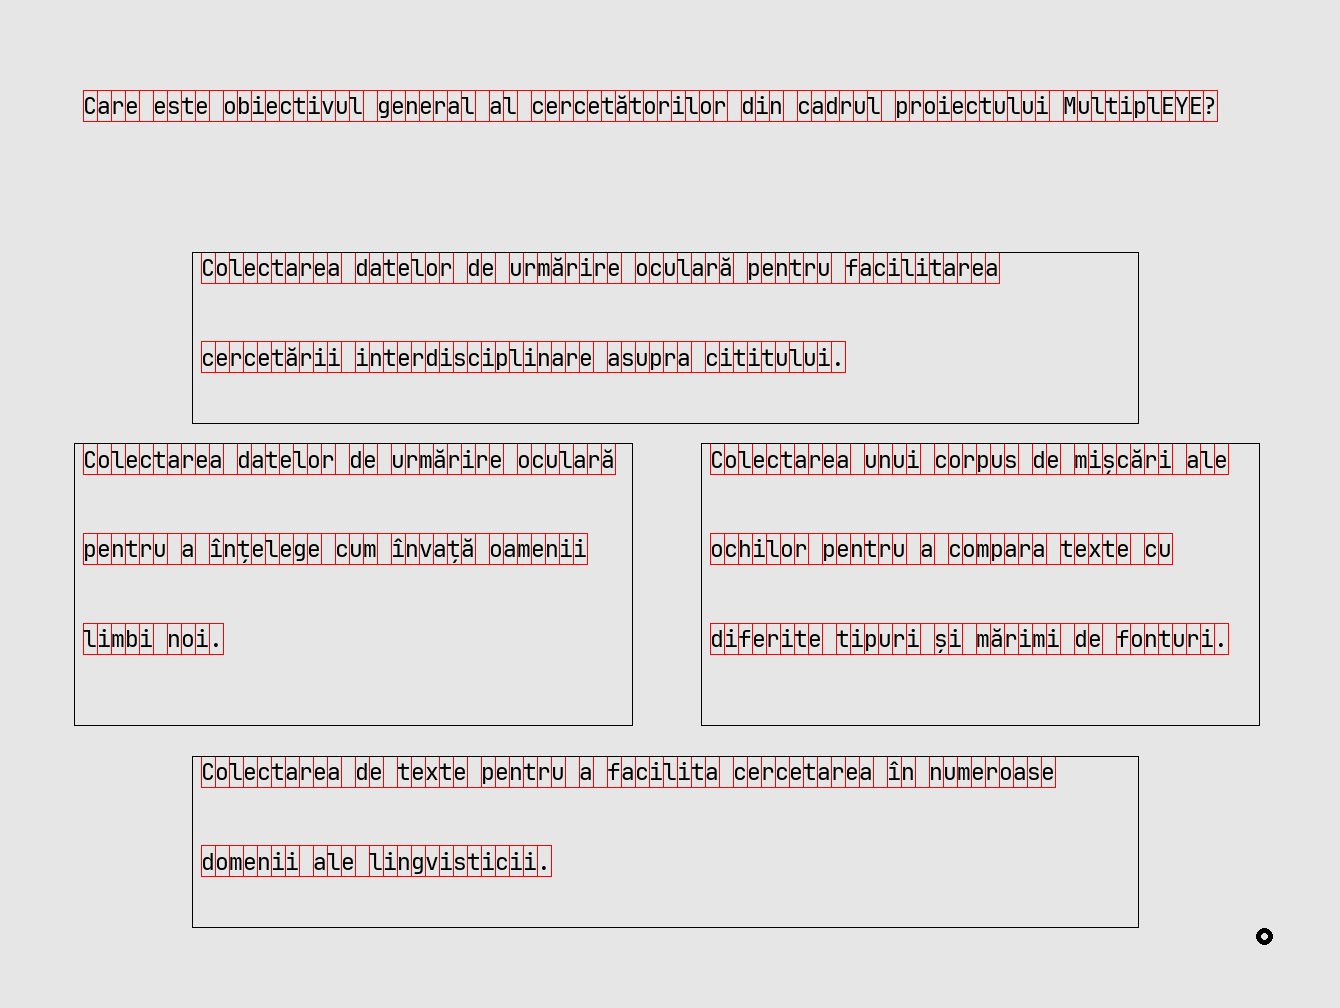 Care este obiectivul general al cercetătorilor din cadrul proiectului MultiplEYE?
Colectarea datelor de urmărire oculară pentru facilitarea
cercetării interdisciplinare asupra cititului.
Colectarea datelor de urmărire oculară
pentru a înțelege cum învață oamenii
limbi noi.
Colectarea unui corpus de mișcări ale
ochilor pentru a compara texte cu
diferite tipuri și mărimi de fonturi.
Colectarea de texte pentru a facilita cercetarea în numeroase
domenii ale lingvisticii.